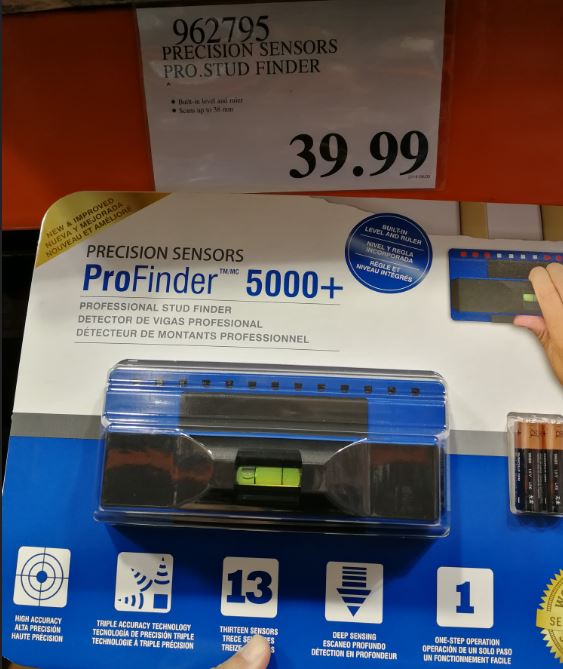 962795
PRECISION SENSORS
PRO.STUD FINDER
• Built-in level and ruler
• Scans up to 38 mm
39.99
NEW & IMPROVED
NUEVA Y MEJORADA
NOUVEAU ET AMÉLIORÉ
BUILT-IN
LEVEL AND RULER
NIVEL Y REGLA
INCORPORADA
RÈGLE ET
NIVEAU INTÉGRÉS
PRECISION SENSORS
ProFinder TM/MC 5000+
PROFESSIONAL STUD FINDER
DETECTOR DE VIGAS PROFESIONAL
DÉTECTEUR DE MONTANTS PROFESSIONNEL
13
1
HIGH ACCURACY
ALTA PRECISIÓN
HAUTE PRÉCISION
TRIPLE ACCURACY TECHNOLOGY
TECNOLOGÍA DE PRECISIÓN TRIPLE
TECHNOLOGIE À TRIPLE PRÉCISION
THIRTEEN SENSORS
TRECE
TREIZE
DEEP SENSING
ESCANEO PROFUNDO
DÉTECTION EN PROFONDEUR
ONE-STEP OPERATION
OPERACIÓN DE UN SOLO PASO
UN FONCTIONNEMENT FACILE